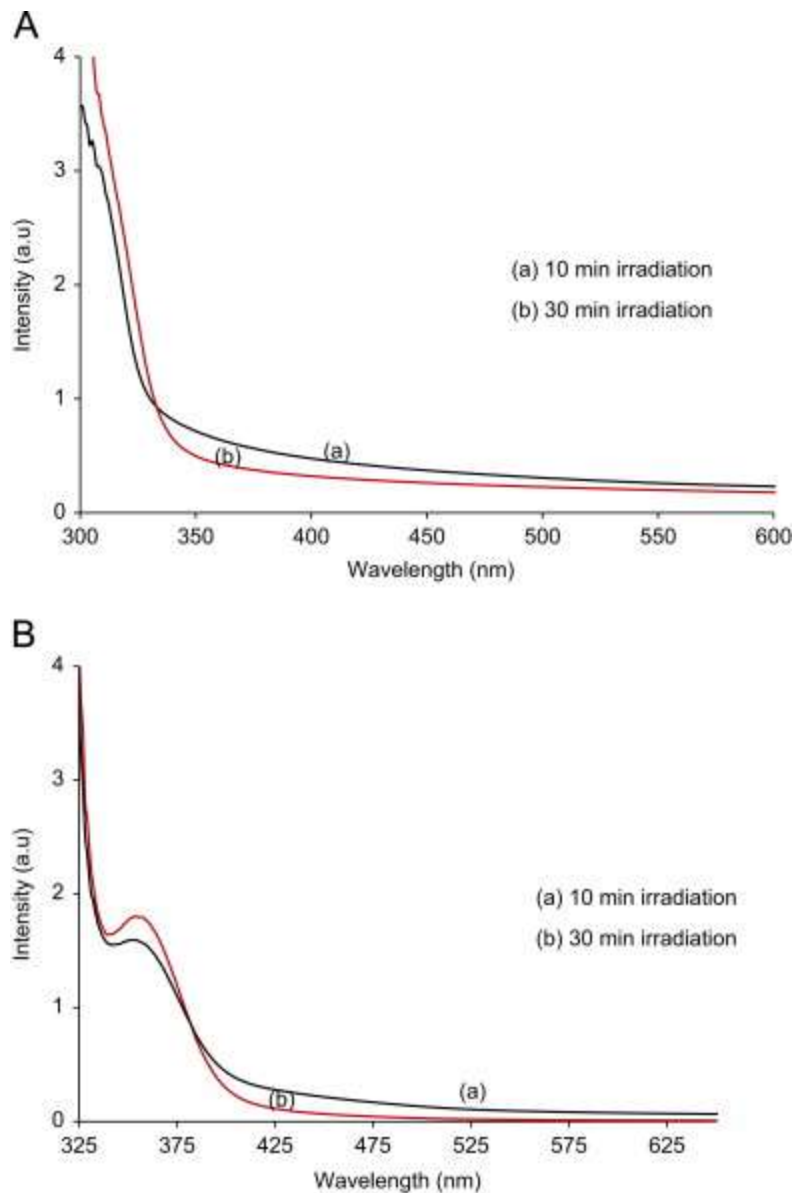 A
4
3
2
1
0
Intensity (a.u)
(a) 10 min irradiation
(b) 30 min irradiation
(a)
(b)
300 350 400 450 500 550 600
Wavelength (nm)
B
4
3
2
1
0
Intensity (a.u)
(a) 10 min irradiation
(b) 30 min irradiation
(a)
(b)
325 375 425 475 525 575 625
Wavelength (nm)